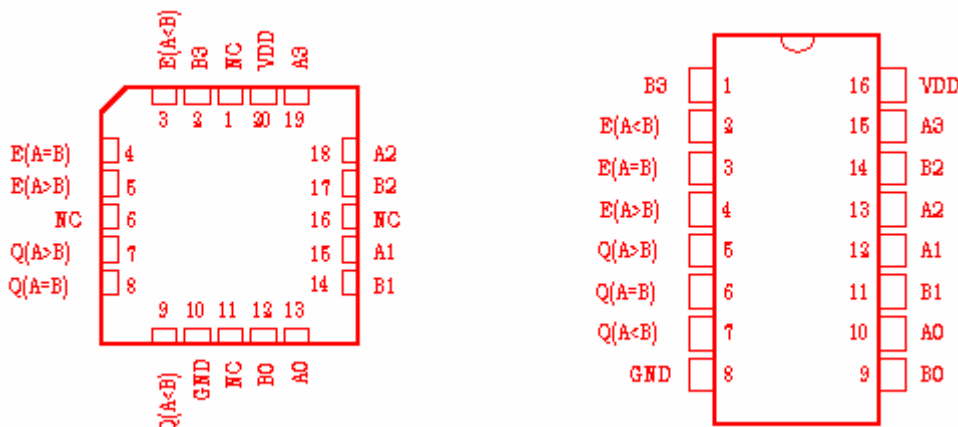 E(A<B) B3 NC VDD A3
3 2 1 20 19
E(A=B) 4 18 A2
E(A>B) 5 17 B2
NC 6 16 NC
Q(A>B) 7 15 A1
Q(A=B) 8 14 B1
9 10 11 12 13
Q(A<B) GND NC B0 A0
B3 1 16 VDD
E(A<B) 2 15 A3
E(A=B) 3 14 B2
E(A>B) 4 13 A2
Q(A>B) 5 12 A1
Q(A=B) 6 11 B1
Q(A<B) 7 10 A0
GND 8 9 B0